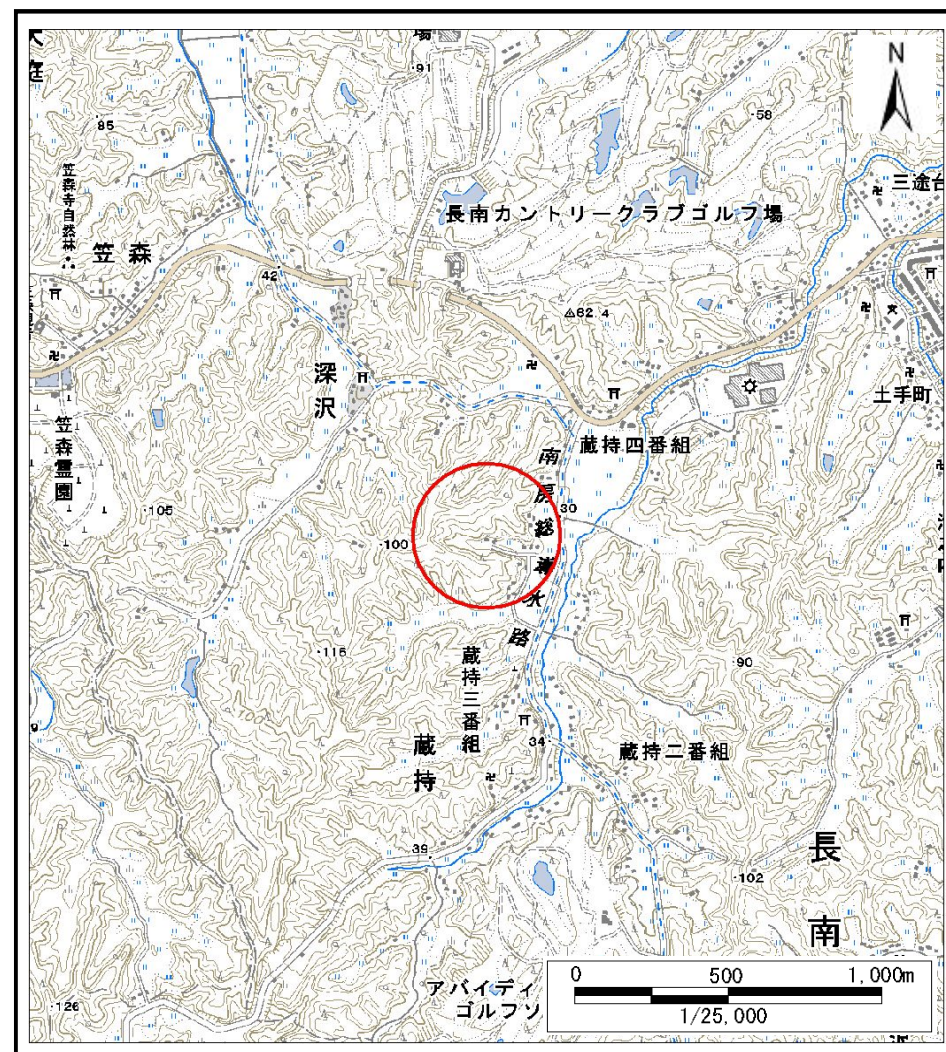 場
・91
N
・58
・85
三途台
笠森寺自然林
長南カントリークラブゴルフ場
笠森
42
△62.4
深沢
土手町
笠森霊園
蔵持四番組
南房総導水路
・105
30
・100
・116
蔵持三番組
・90
34
蔵持二番組
蔵持
39
・102
長南
0 500 1,000m
1/25,000
アバイディ
ゴルフソ
・126